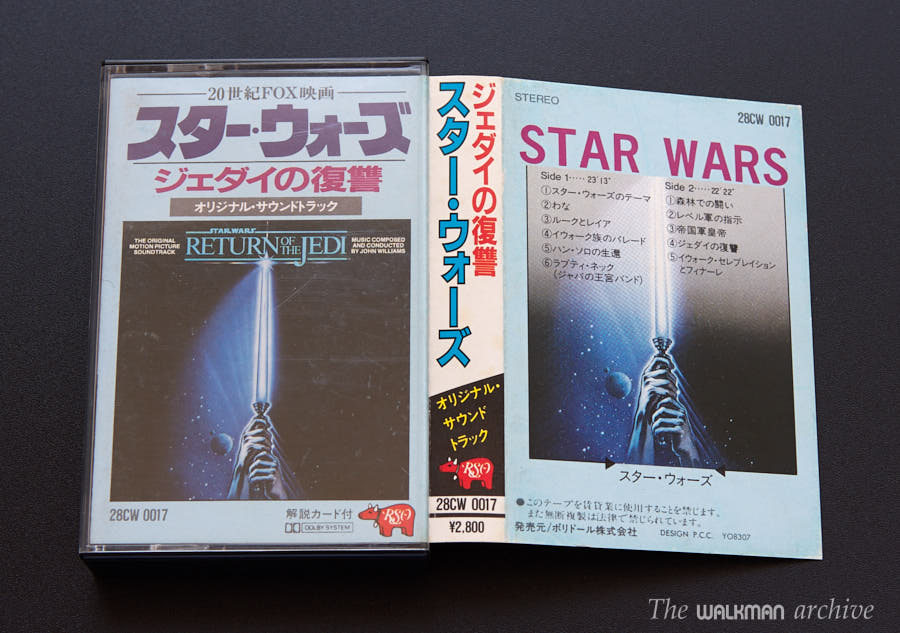 20世紀FOX映画
スター・ウォーズ
ジェダイの復讐
オリジナル・サウンドトラック
THE ORIGINAL
MOTION PICTURE
SOUNDTRACK
STAR WARS
RETURN OF THE JEDI
MUSIC COMPOSED
AND CONDUCTED
BY JOHN WILLIAMS
28CW 0017
解説カード付
DOLBY SYSTEM
RSO
ジェダイの復讐
スター・ウォーズ
オリジナル・
サウンド
トラック
RSO
28CW 0017
¥2,800
STEREO
28CW 0017
STAR WARS
Side 1‥‥‥23′13″
①スター・ウォーズのテーマ
②わな
③ルークとレイア
④イウォーク族のパレード
⑤ハン・ソロの生還
⑥ラプティ・ネック
(ジャバの王宮バンド)
Side 2‥‥‥22′22″
①森林での闘い
②レベル軍の指示
③帝国軍皇帝
④ジェダイの復讐
⑤イウォーク・セレブレイション
とフィナーレ
スター・ウォーズ
●このテープを賃貸業に使用することを禁じます。
また無断複製は法律で禁じられています。
発売元/ポリドール株式会社
DESIGN P.C.C. YO8307
The WALKMAN archive